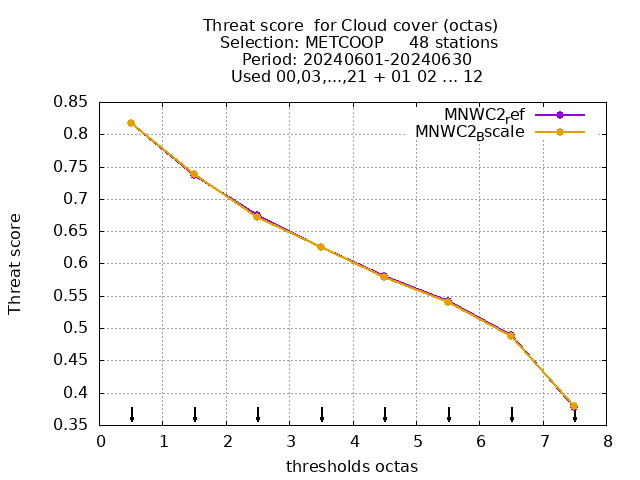 Threat score  for Cloud cover (octas)
Selection: METCOOP     48 stations
Period: 20240601-20240630
Used 00,03,...,21 + 01 02 ... 12
MNWC2ref
MNWC2Bscale
0.85
0.8
0.75
0.7
0.65
0.6
0.55
0.5
0.45
0.4
0.35
Threat score
0 1 2 3 4 5 6 7 8
thresholds octas